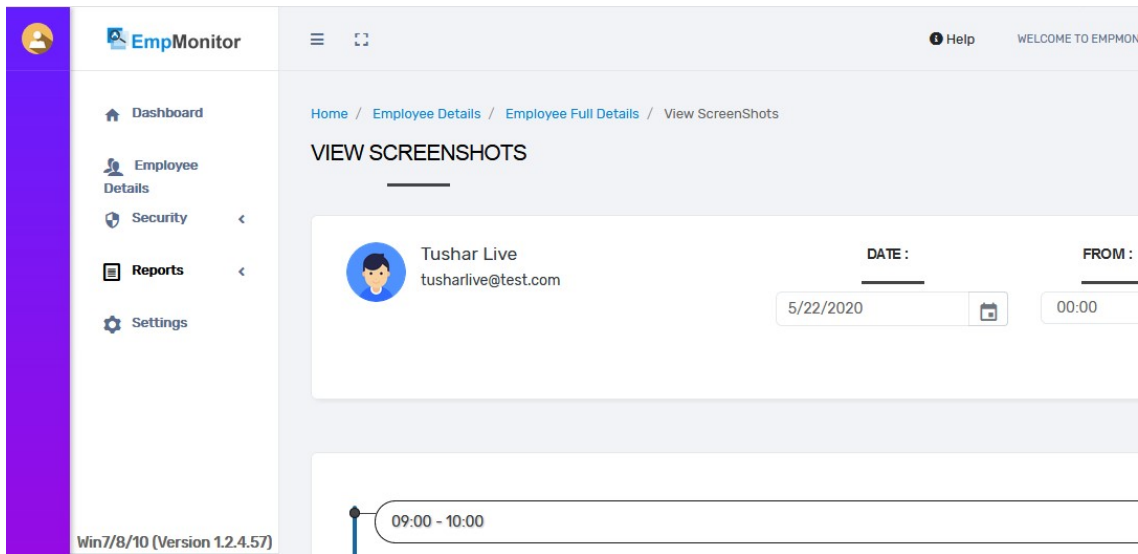 EmpMonitor
Help
WELCOME TO EMPMON
Dashboard
Employee
Details
Security
Reports
Settings
Win7/8/10 (Version 1.2.4.57)
Home / Employee Details / Employee Full Details / View ScreenShots
VIEW SCREENSHOTS
Tushar Live
tusharlive@test.com
DATE :
5/22/2020
FROM :
00:00
09:00 - 10:00